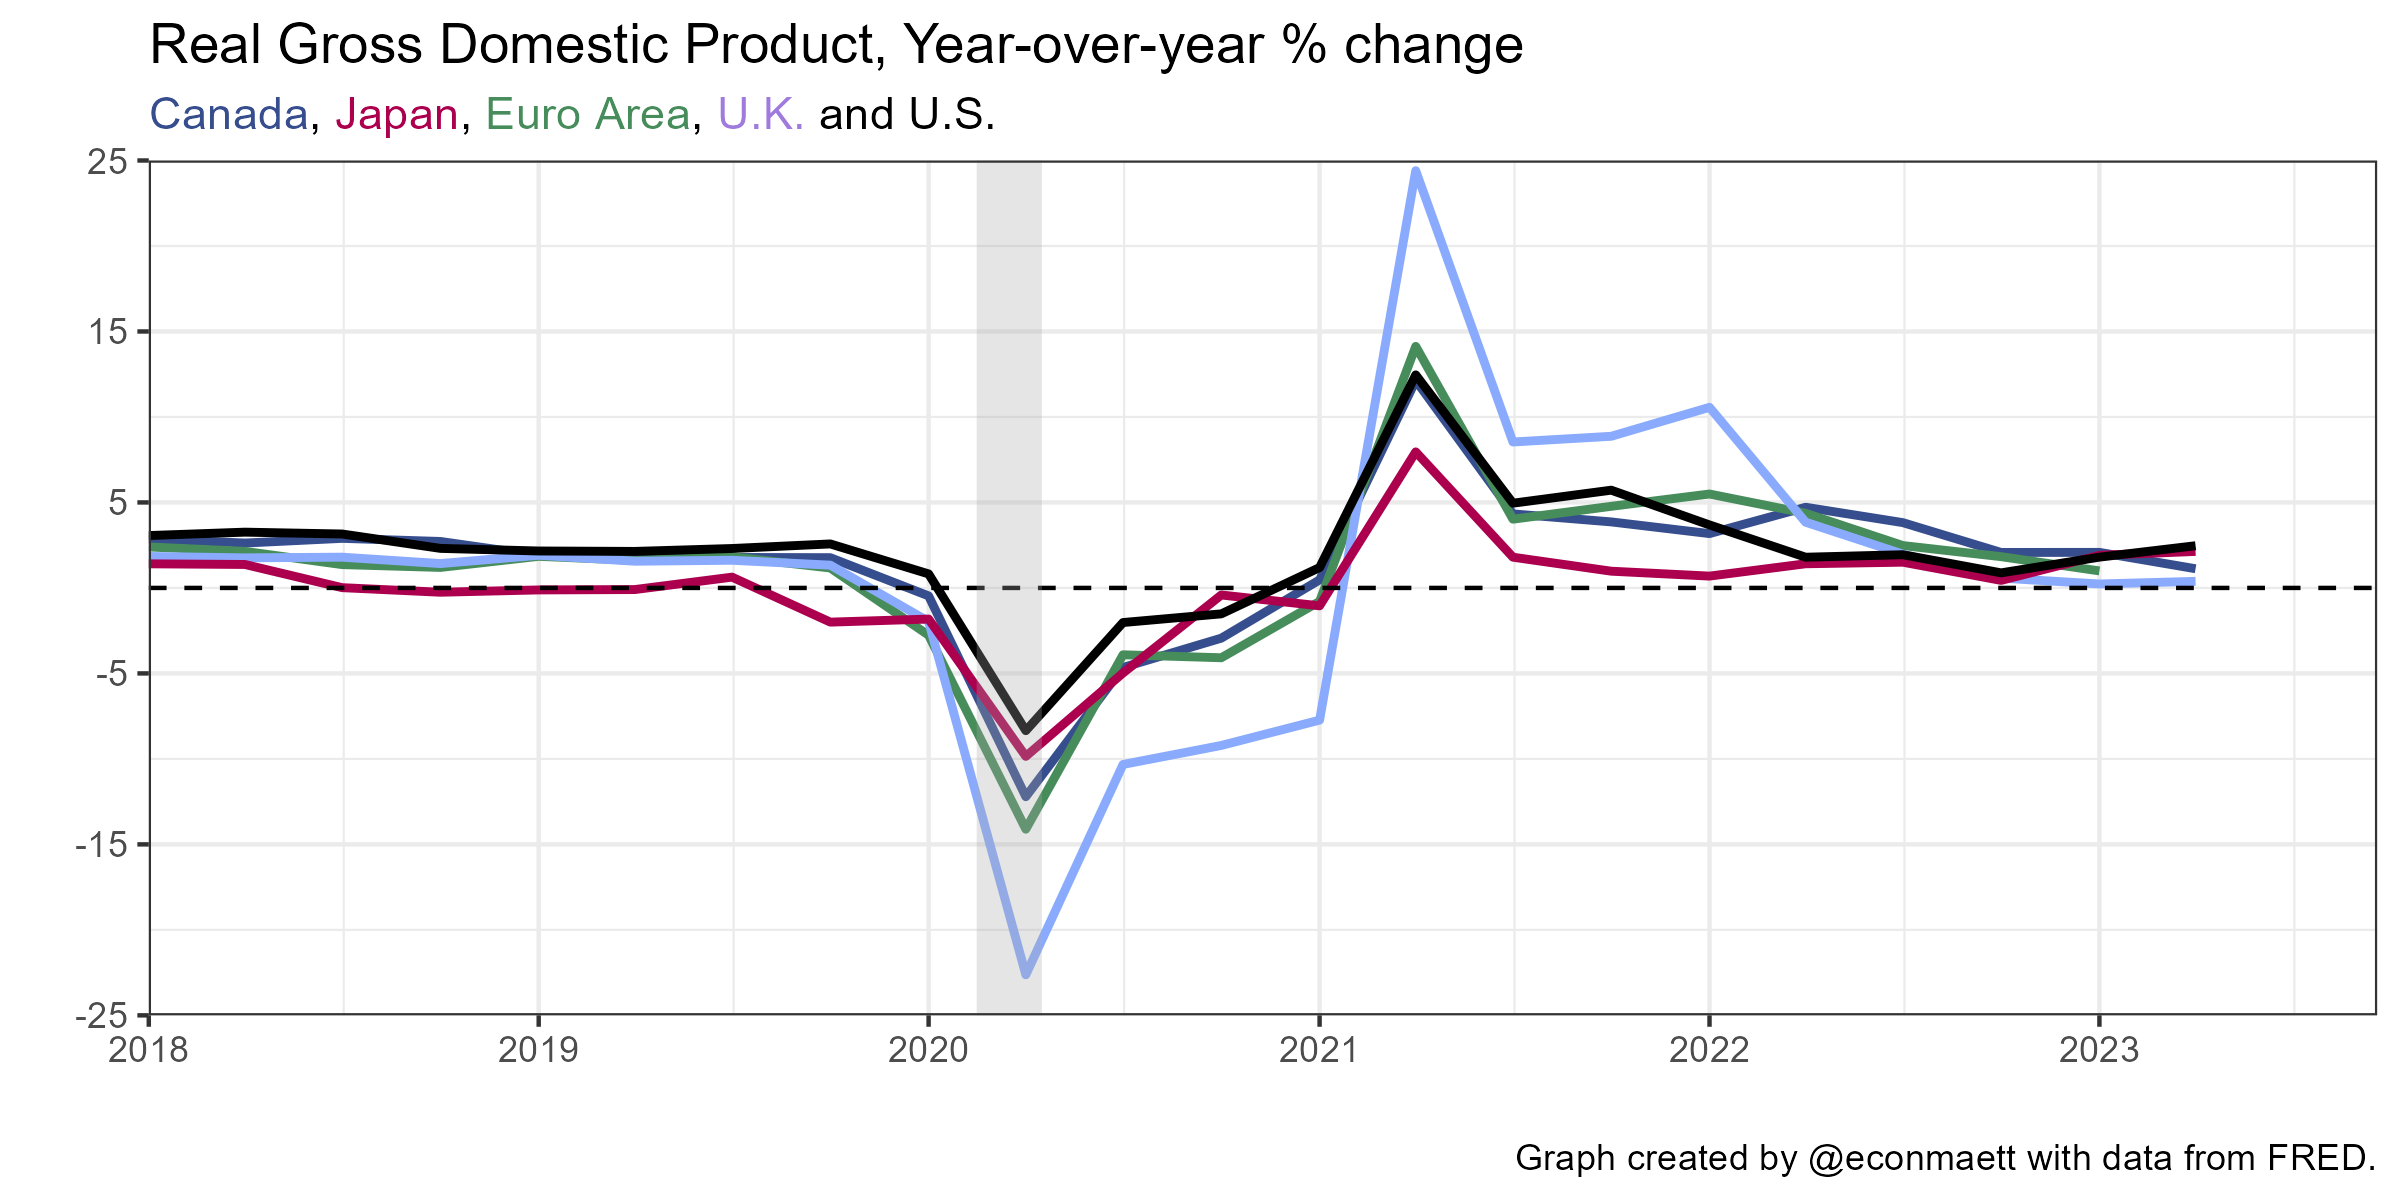 Real Gross Domestic Product, Year-over-year % change
Canada, Japan, Euro Area, U.K. and U.S.
25
15
5
-5
-15
-25
2018 2019 2020 2021 2022 2023
Graph created by @econmaett with data from FRED.